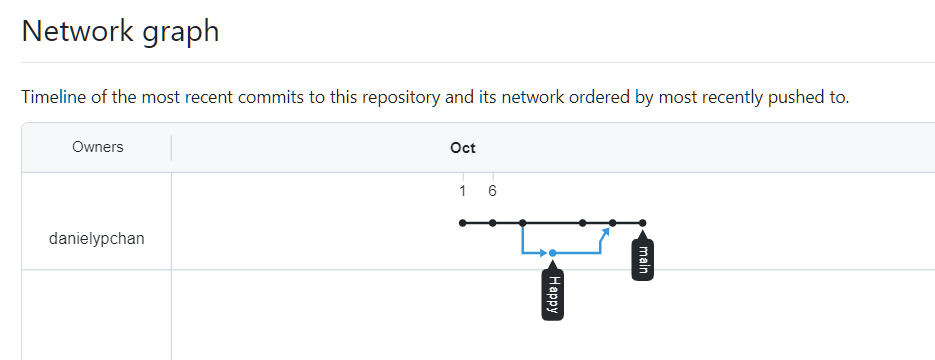 Network graph
Timeline of the most recent commits to this repository and its network ordered by most recently pushed to.
Owners
Oct
1 6
danielypchan
main
Happy